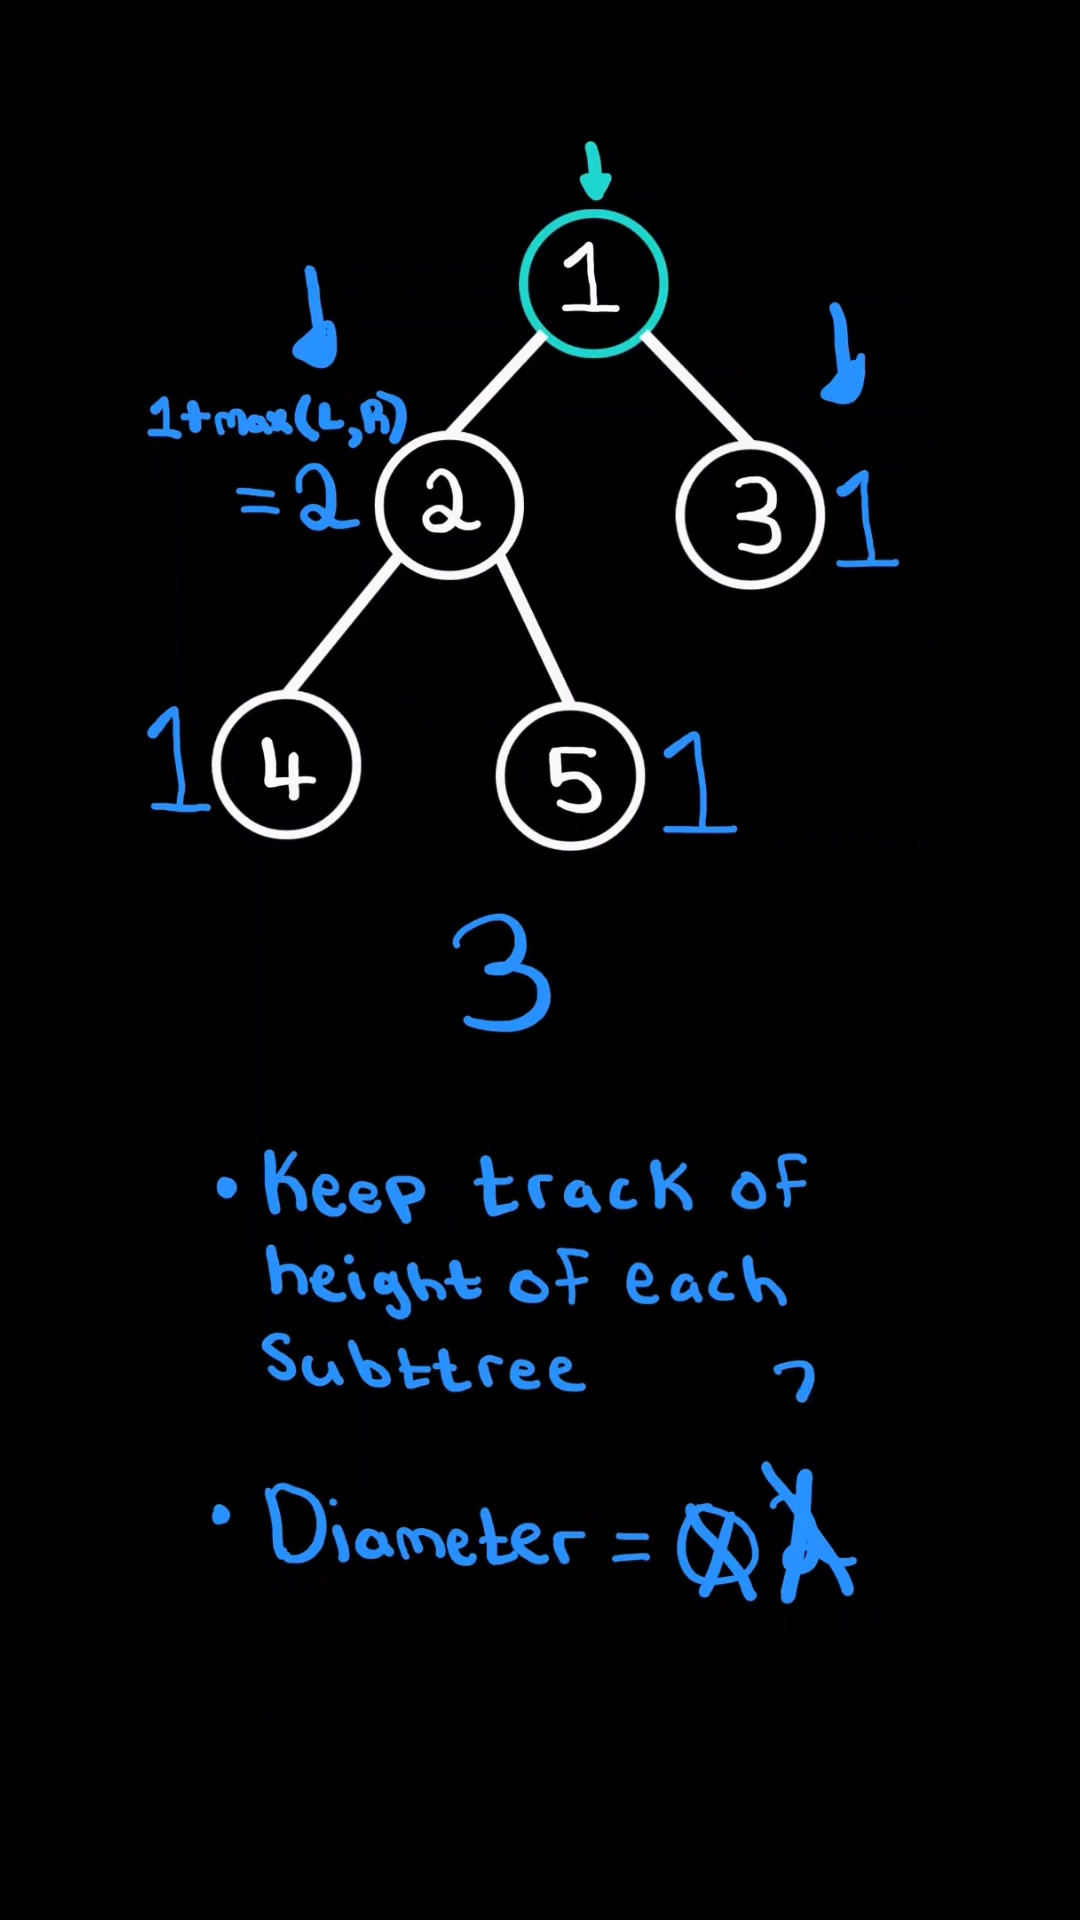 1
1+max(L,R)
=2
2
3
1
1
4
5
1
3
• Keep track of
height of each
Subttree
• Diameter =